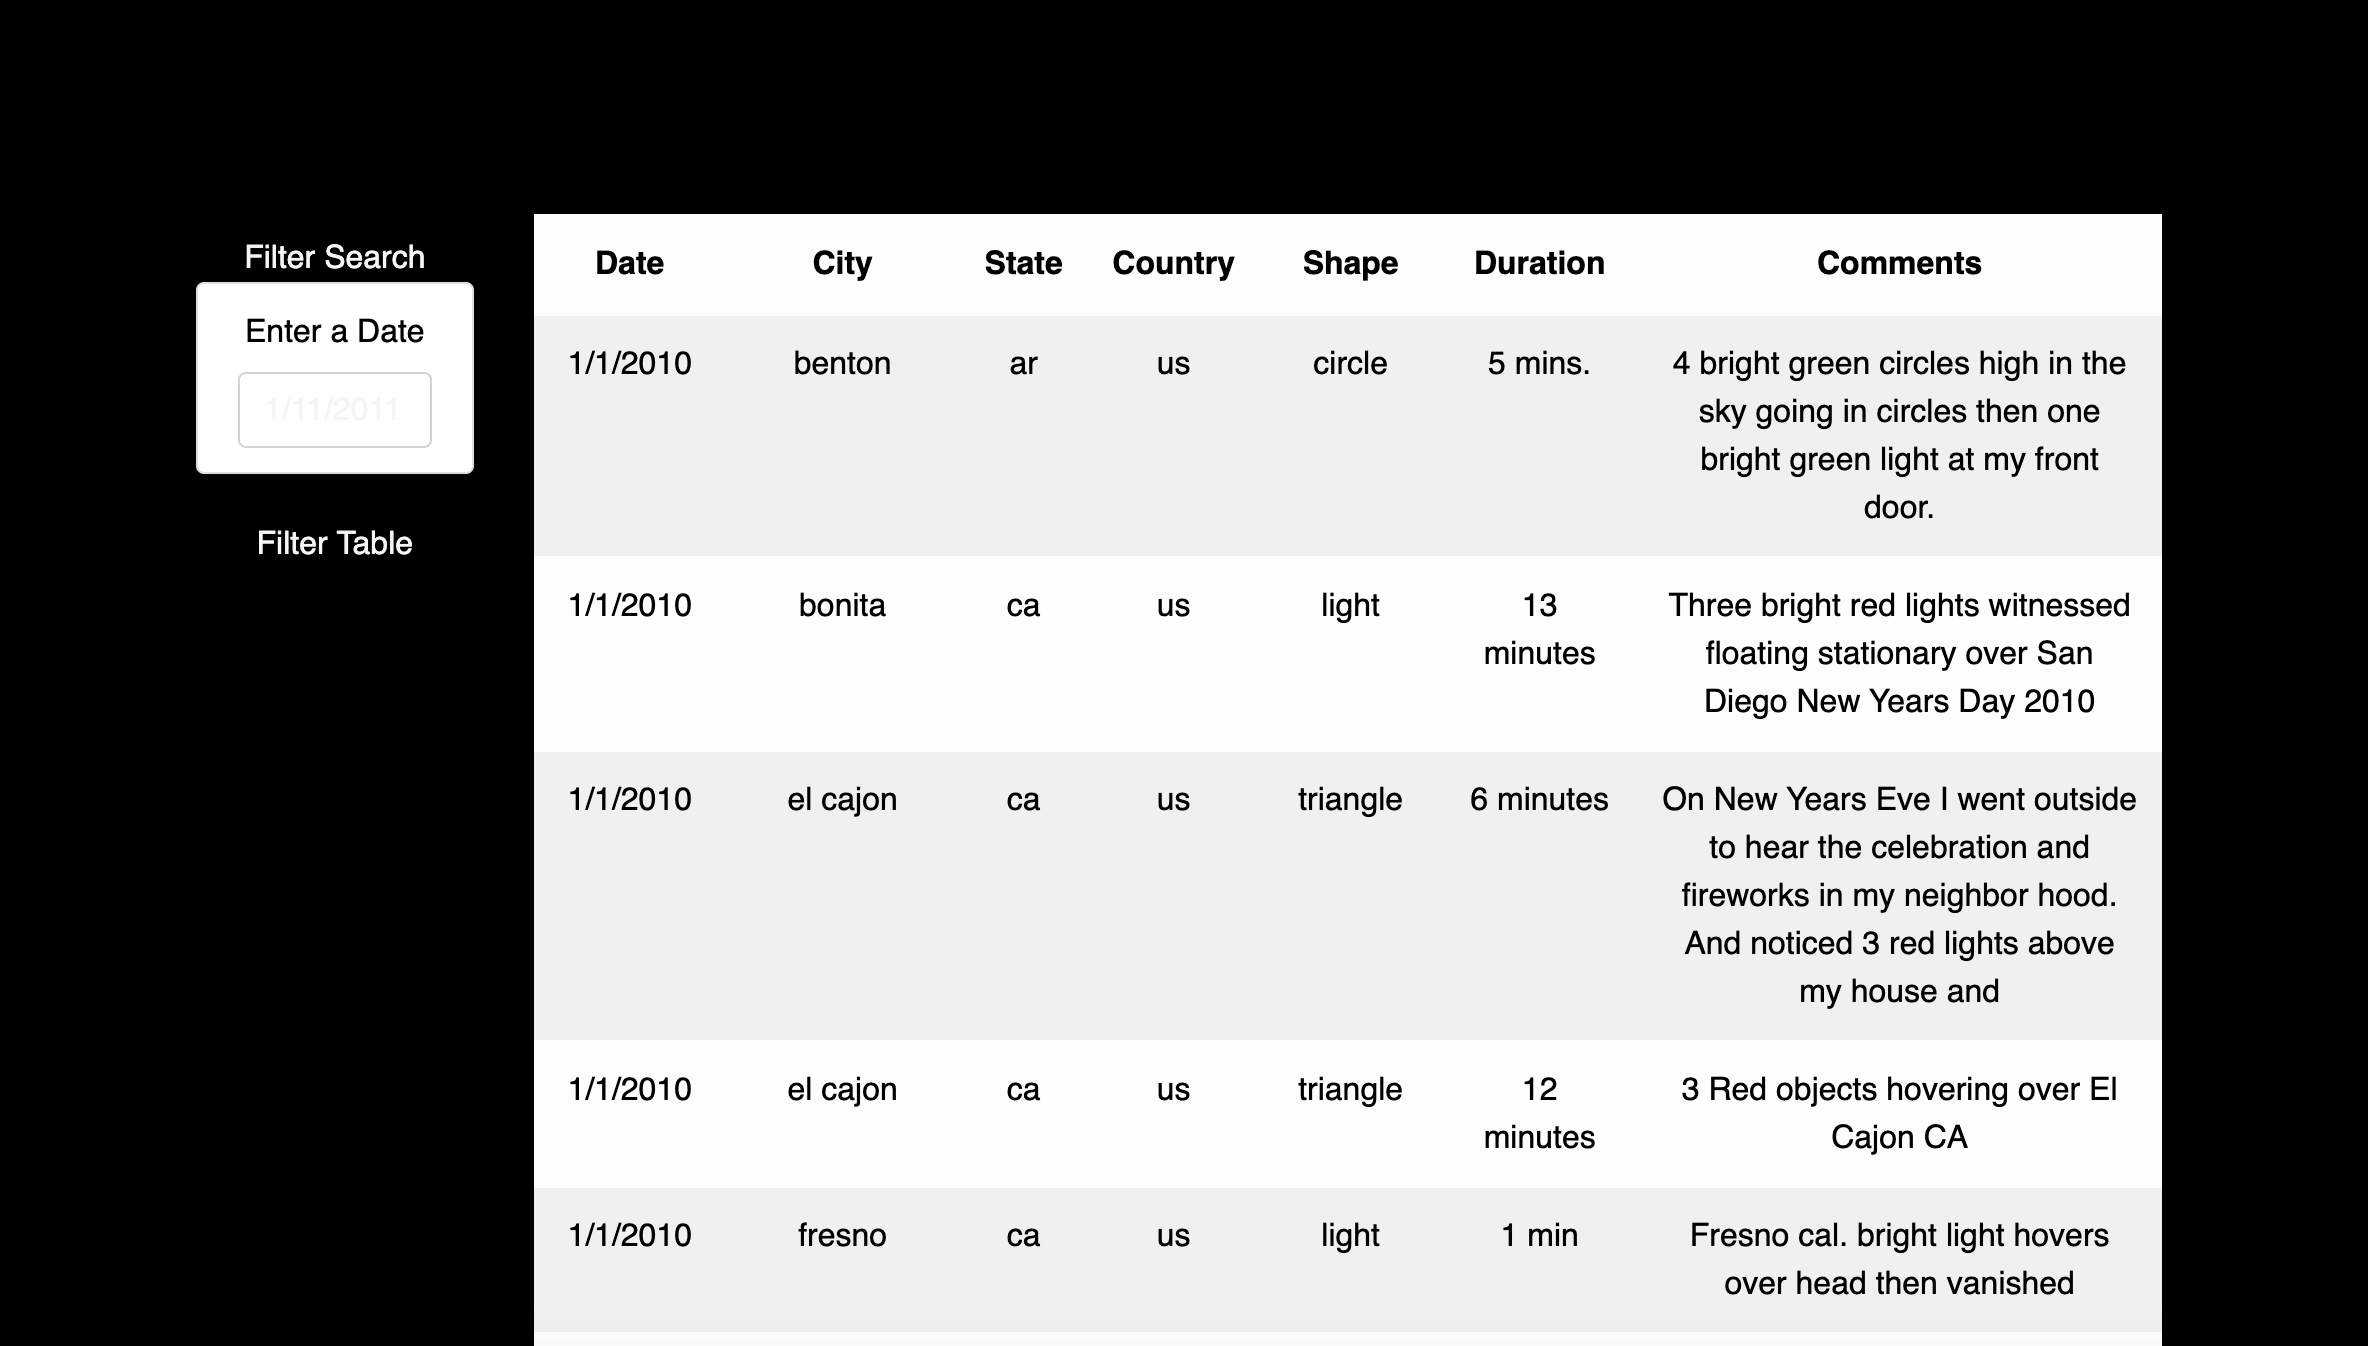 Filter Search
Enter a Date
1/11/2011
Filter Table
Date City State Country Shape Duration Comments
1/1/2010 benton ar us circle 5 mins. 4 bright green circles high in the
sky going in circles then one
bright green light at my front
door.
1/1/2010 bonita ca us light 13 Three bright red lights witnessed
minutes floating stationary over San
Diego New Years Day 2010
1/1/2010 el cajon ca us triangle 6 minutes On New Years Eve I went outside
to hear the celebration and
fireworks in my neighbor hood.
And noticed 3 red lights above
my house and
1/1/2010 el cajon ca us triangle 12 3 Red objects hovering over El
minutes Cajon CA
1/1/2010 fresno ca us light 1 min Fresno cal. bright light hovers
over head then vanished